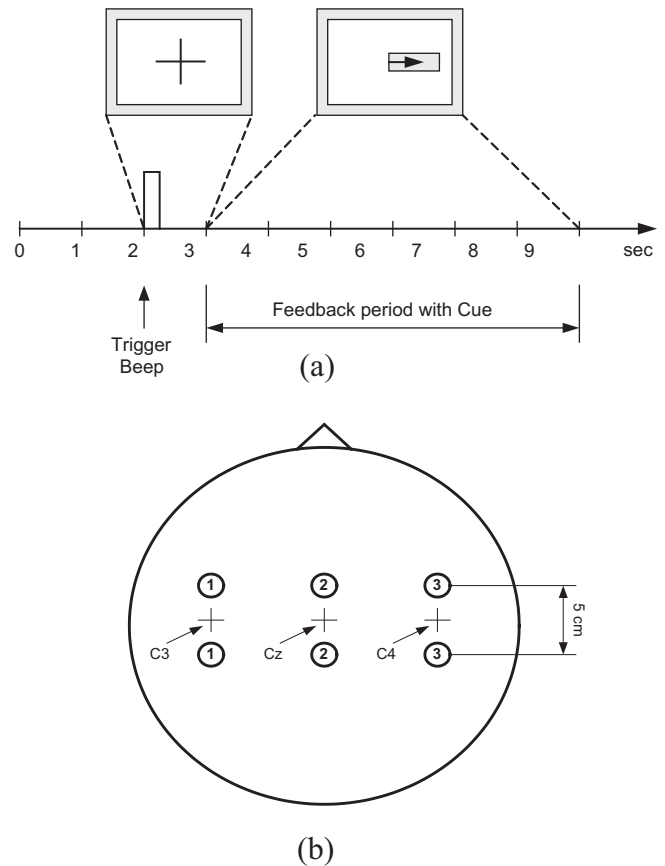 0 1 2 3 4 5 6 7 8 9 sec
Feedback period with Cue
Trigger
Beep
(a)
1 2 3
5 cm
C3 Cz C4
1 2 3
(b)